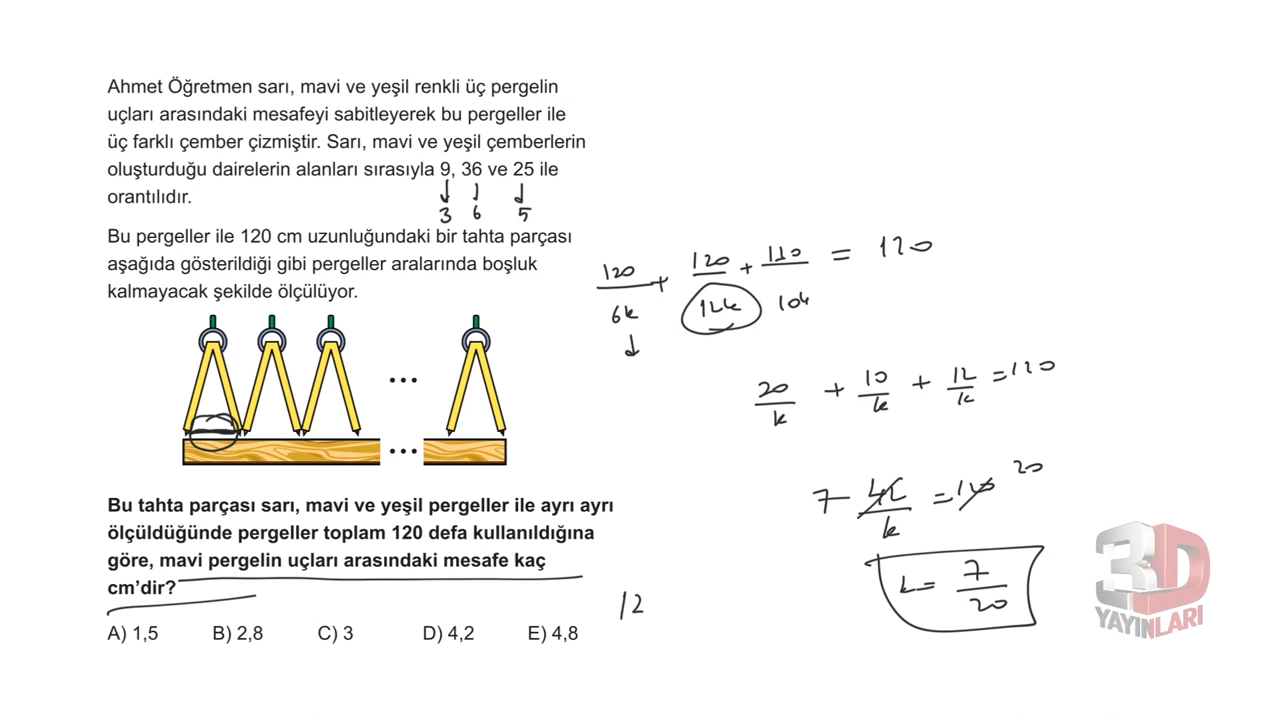 Ahmet Öğretmen sarı, mavi ve yeşil renkli üç pergelin
uçları arasındaki mesafeyi sabitleyerek bu pergeller ile
üç farklı çember çizmiştir. Sarı, mavi ve yeşil çemberlerin
oluşturduğu dairelerin alanları sırasıyla 9, 36 ve 25 ile
orantılıdır.
3 6 5
Bu pergeller ile 120 cm uzunluğundaki bir tahta parçası
aşağıda gösterildiği gibi pergeller aralarında boşluk
kalmayacak şekilde ölçülüyor.
120/6k + 120/12k + 120/10k = 120
20/k + 10/k + 12/k = 120
... 
...
7 42/k = 120 20
k = 7/20
Bu tahta parçası sarı, mavi ve yeşil pergeller ile ayrı ayrı
ölçüldüğünde pergeller toplam 120 defa kullanıldığına
göre, mavi pergelin uçları arasındaki mesafe kaç
cm'dir?
12
A) 1,5 B) 2,8 C) 3 D) 4,2 E) 4,8
3D
YAYINLARI